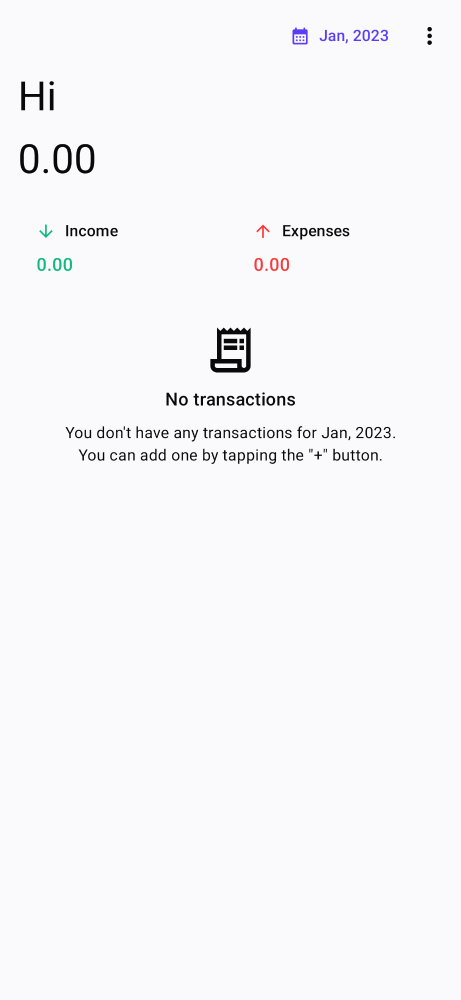 Jan, 2023
Hi
0.00
Income
Expenses
0.00
0.00
No transactions
You don't have any transactions for Jan, 2023.
You can add one by tapping the "+" button.